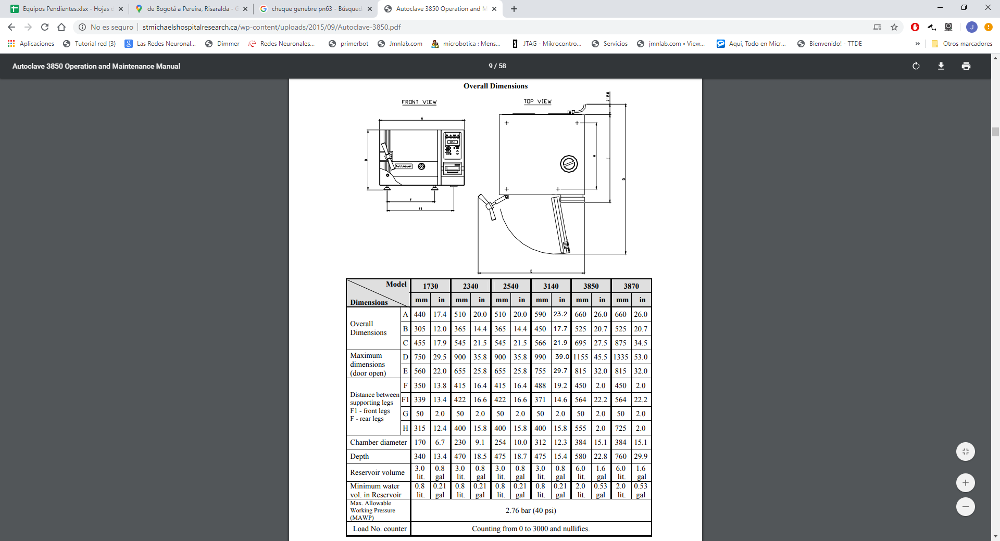 Equipos Pendientes.xlsx - Hojas
de Bogotá a Pereira, Risaralda -
cheque genebre pn63 - Búsqued
Autoclave 3850 Operation and
No es seguro | stmichaelshospitalresearch.ca/wp-content/uploads/2015/09/Autoclave-3850.pdf
J
Aplicaciones Tutorial red (3) Las Redes Neuronal... Dimmer Redes Neuronales... primerbot Jmnlab.com microbotica : Mens... JTAG - Mikrocontro... Servicios jmnlab.com • View... Aqui, Todo en Micr... Bienvenido! - TTDE » Otros marcadores
Autoclave 3850 Operation and Maintenance Manual 9 / 58
Overall Dimensions
FRONT VIEW TOP VIEW
A
B
Tuttnauer
F
F1
H
C
D
E
Model 1730 2340 2540 3140 3850 3870
Dimensions mm in mm in mm in mm in mm in mm in
Overall Dimensions
A 440 17.4 510 20.0 510 20.0 590 23.2 660 26.0 660 26.0
B 305 12.0 365 14.4 365 14.4 450 17.7 525 20.7 525 20.7
C 455 17.9 545 21.5 545 21.5 566 21.9 695 27.5 875 34.5
Maximum dimensions (door open)
D 750 29.5 900 35.8 900 35.8 990 39.0 1155 45.5 1335 53.0
E 560 22.0 655 25.8 655 25.8 755 29.7 815 32.0 815 32.0
Distance between supporting legs
F1 - front legs
F - rear legs
F 350 13.8 415 16.4 415 16.4 488 19.2 450 2.0 450 2.0
F1 339 13.4 422 16.6 422 16.6 371 14.6 564 22.2 564 22.2
G 50 2.0 50 2.0 50 2.0 50 2.0 50 2.0 50 2.0
H 315 12.4 400 15.8 400 15.8 400 15.8 555 2.0 725 2.0
Chamber diameter 170 6.7 230 9.1 254 10.0 312 12.3 384 15.1 384 15.1
Depth 340 13.4 470 18.5 475 18.7 475 15.4 580 22.8 760 29.9
Reservoir volume 3.0 lit. 0.8 gal 3.0 lit. 0.8 gal 3.0 lit. 0.8 gal 3.0 lit. 0.8 gal 6.0 lit. 1.6 gal 6.0 lit. 1.6 gal
Minimum water vol. in Reservoir 0.8 lit. 0.21 gal 0.8 lit. 0.21 gal 0.8 lit. 0.21 gal 0.8 lit. 0.21 gal 2.0 lit. 0.53 gal 2.0 lit. 0.53 gal
Max. Allowable Working Pressure (MAWP) 2.76 bar (40 psi)
Load No. counter Counting from 0 to 3000 and nullifies.